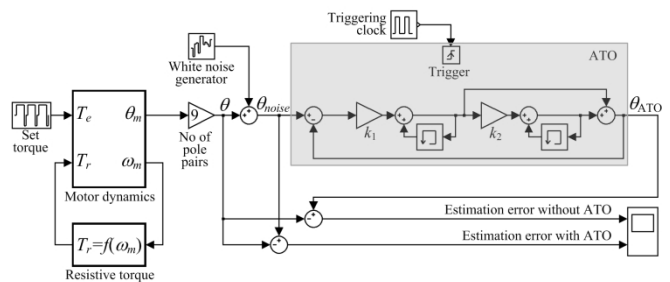 Triggering
clock
White noise
generator
Trigger
ATO
Set
torque
T_e
θ_m
T_r
ω_m
Motor dynamics
9
No of
pole
pairs
θ
θ_noise
k_1
k_2
θ_ATO
T_r=f(ω_m)
Resistive torque
Estimation error without ATO
Estimation error with ATO